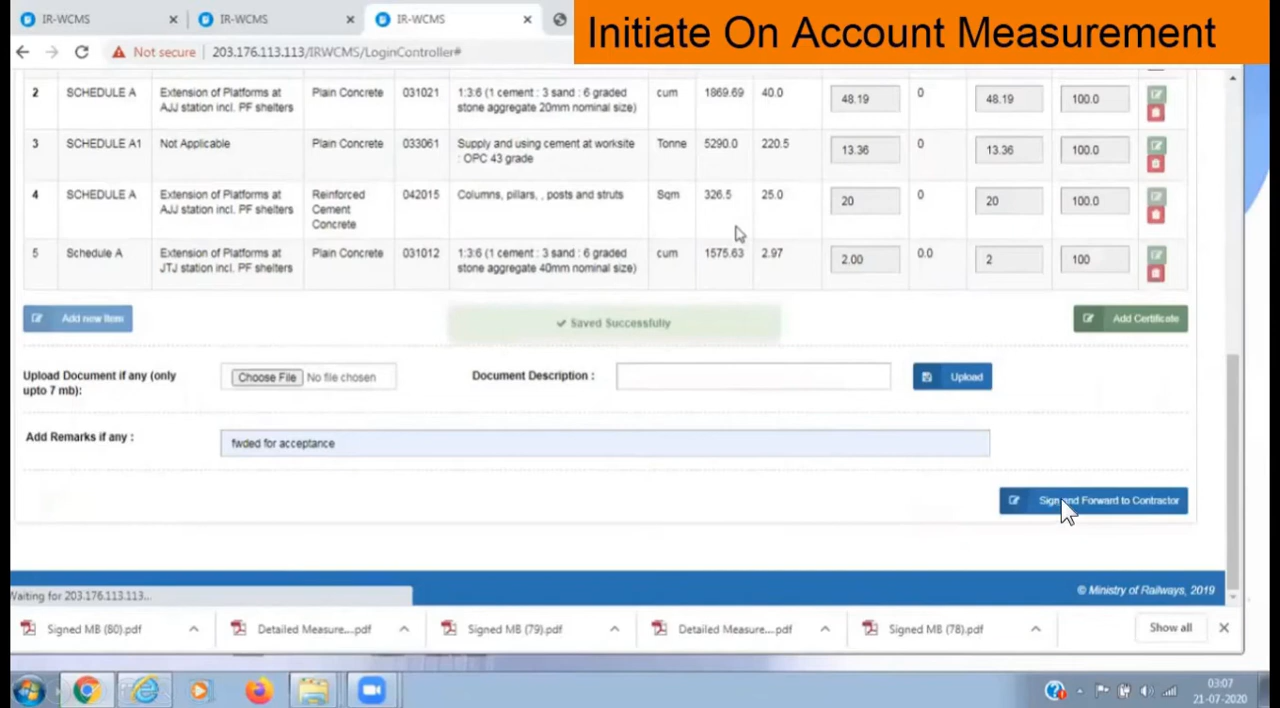 IR-WCMS
IR-WCMS
IR-WCMS
Initiate On Account Measurement
Not secure 203.176.113.113/IRWCMS/LoginController#
2 SCHEDULE A Extension of Platforms at Plain Concrete 031021 1:3:6 (1 cement : 3 sand : 6 graded cum 1869.69 40.0 48.19 0 48.19 100.0
AJJ station incl. PF shelters stone aggregate 20mm nominal size)
3 SCHEDULE A1 Not Applicable Plain Concrete 033061 Supply and using cement at worksite Tonne 5290.0 220.5 13.36 0 13.36 100.0
: OPC 43 grade
4 SCHEDULE A Extension of Platforms at Reinforced 042015 Columns, pillars, , posts and struts Sqm 326.5 25.0 20 0 20 100.0
AJJ station incl. PF shelters Cement
Concrete
5 Schedule A Extension of Platforms at Plain Concrete 031012 1:3:6 (1 cement : 3 sand : 6 graded cum 1575.63 2.97 2.00 0.0 2 100
JTJ station incl. PF shelters stone aggregate 40mm nominal size)
Add new Item
Saved Successfully
Add Certificate
Upload Document if any (only Choose File No file chosen Document Description : Upload
upto 7 mb):
Add Remarks if any : fwded for acceptance
Sign and Forward to Contractor
© Ministry of Railways, 2019
Waiting for 203.176.113.113...
Signed MB (80).pdf
Detailed Measure....pdf
Signed MB (79).pdf
Detailed Measure....pdf
Signed MB (78).pdf
Show all
03:07
21-07-2020